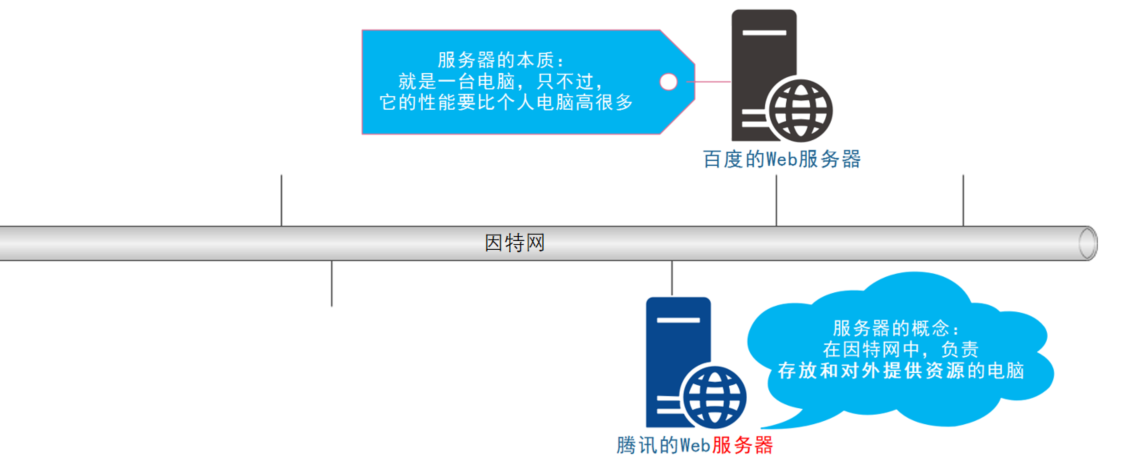 服务器的本质：
就是一台电脑，只不过，
它的性能要比个人电脑高很多
百度的Web服务器
因特网
服务器的概念：
在因特网中，负责
存放和对外提供资源的电脑
腾讯的Web服务器